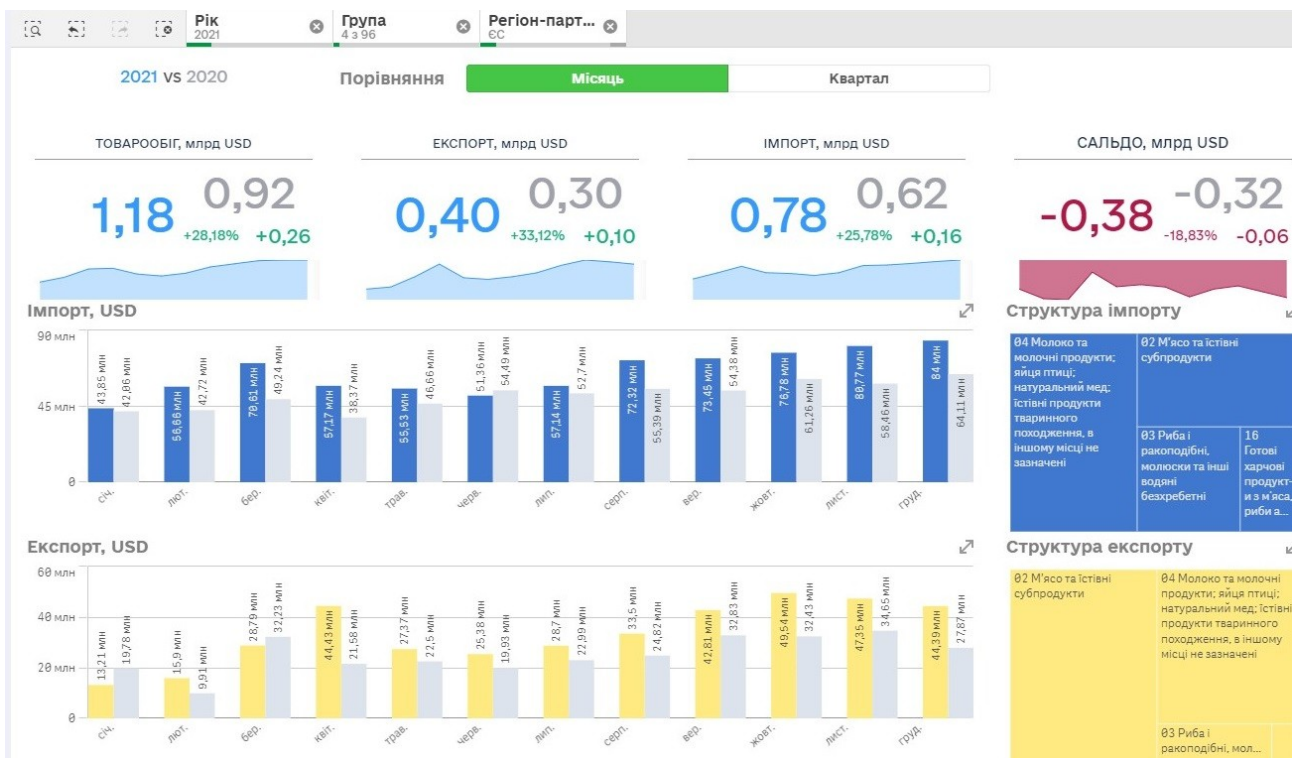 Рік
2021
Група
4 з 96
Регіон-парт...
ЄС
2021 vs 2020
Порівняння
Місяць
Квартал
ТОВАРООБІГ, млрд USD
1,18
0,92
+28,18% +0,26
ЕКСПОРТ, млрд USD
0,40
0,30
+33,12% +0,10
ІМПОРТ, млрд USD
0,78
0,62
+25,78% +0,16
САЛЬДО, млрд USD
-0,38
-0,32
-18,83% -0,06
Імпорт, USD
90 млн
45 млн
0
43,85 млн
42,06 млн
56,66 млн
42,72 млн
70,61 млн
49,24 млн
57,17 млн
38,37 млн
55,53 млн
46,66 млн
51,36 млн
54,49 млн
57,14 млн
52,7 млн
72,32 млн
55,39 млн
73,45 млн
54,38 млн
76,78 млн
61,26 млн
80,77 млн
58,46 млн
84 млн
64,11 млн
січ.
лют.
бер.
квіт.
трав.
черв.
лип.
серп.
вер.
жовт.
лист.
груд.
Структура імпорту
04 Молоко та
молочні продукти;
яйця птиці;
натуральний мед;
їстівні продукти
тваринного
походження, в
іншому місці не
зазначені
02 М'ясо та їстівні
субпродукти
03 Риба і
ракоподібні,
молюски та інші
водяні
безхребетні
16
Готові
харчові
продукт-
и з м'яса,
риби а...
Експорт, USD
60 млн
40 млн
20 млн
0
13,21 млн
19,78 млн
15,9 млн
9,91 млн
28,79 млн
32,23 млн
44,43 млн
21,58 млн
27,37 млн
22,5 млн
25,38 млн
19,93 млн
28,7 млн
22,99 млн
33,5 млн
24,82 млн
42,81 млн
32,83 млн
49,54 млн
32,43 млн
47,35 млн
34,65 млн
44,39 млн
27,87 млн
січ.
лют.
бер.
квіт.
трав.
черв.
лип.
серп.
вер.
жовт.
лист.
груд.
Структура експорту
02 М'ясо та їстівні
субпродукти
04 Молоко та молочні
продукти; яйця птиці;
натуральний мед; їстівні
продукти тваринного
походження, в іншому
місці не зазначені
03 Риба і
ракоподібні, мол...